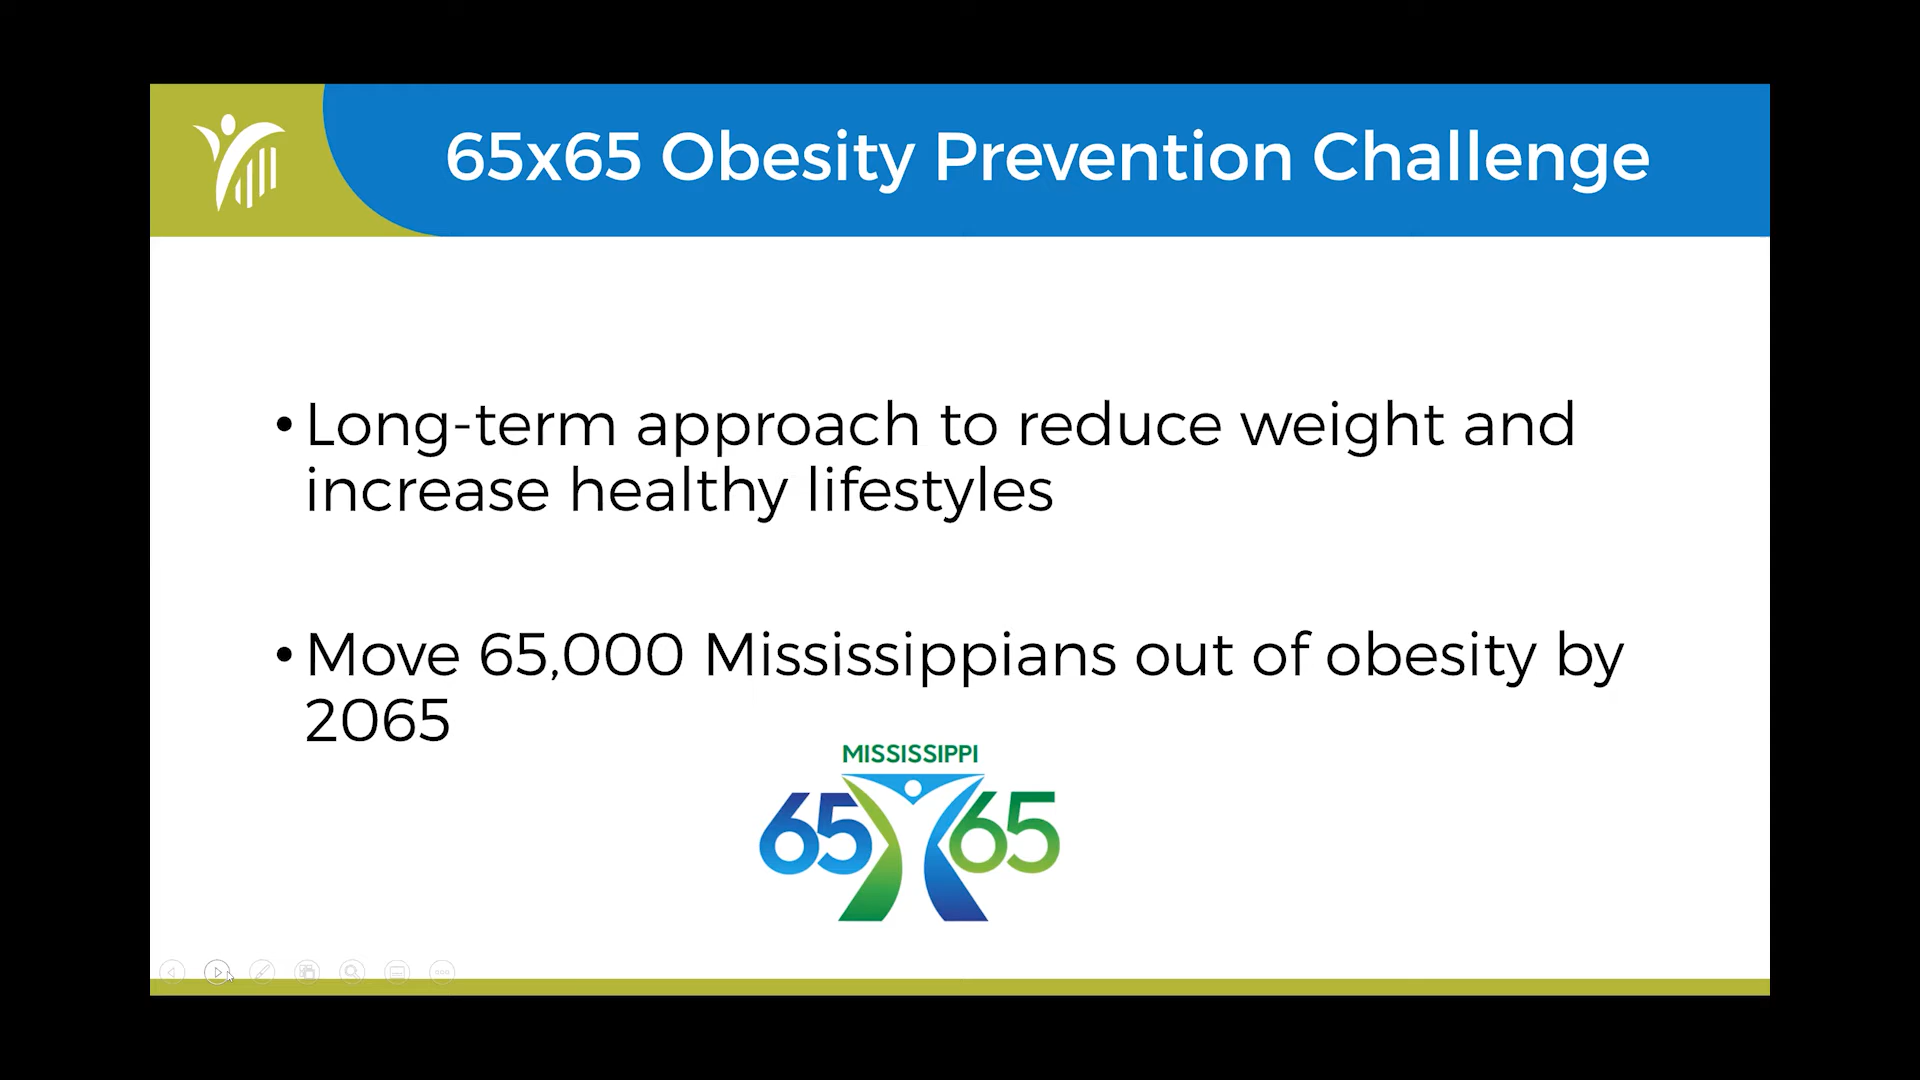 65x65 Obesity Prevention Challenge
• Long-term approach to reduce weight and
increase healthy lifestyles
• Move 65,000 Mississippians out of obesity by
2065
MISSISSIPPI
65 65